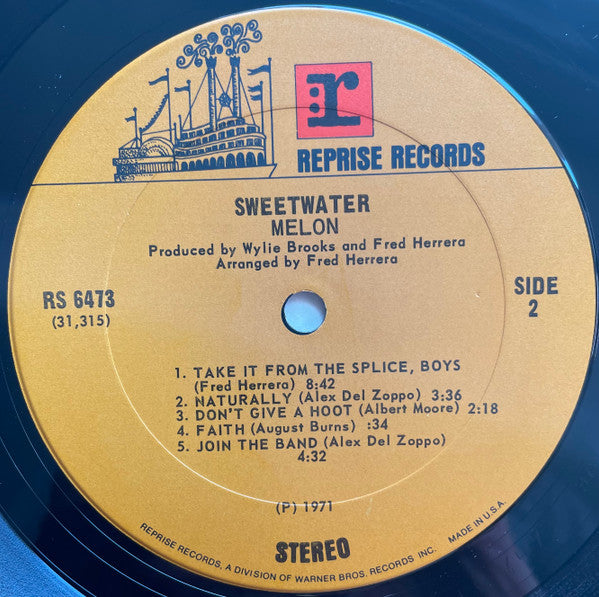 :r
REPRISE RECORDS
SWEETWATER
MELON
Produced by Wylie Brooks and Fred Herrera
Arranged by Fred Herrera
RS 6473
(31,315)
SIDE
2
1. TAKE IT FROM THE SPLICE, BOYS
(Fred Herrera) 8:42
2. NATURALLY (Alex Del Zoppo) 3:36
3. DON'T GIVE A HOOT (Albert Moore) 2:18
4. FAITH (August Burns) :34
5. JOIN THE BAND (Alex Del Zoppo)
4:32
(P) 1971
STEREO
REPRISE RECORDS, A DIVISION OF WARNER BROS. RECORDS INC. MADE IN U.S.A.